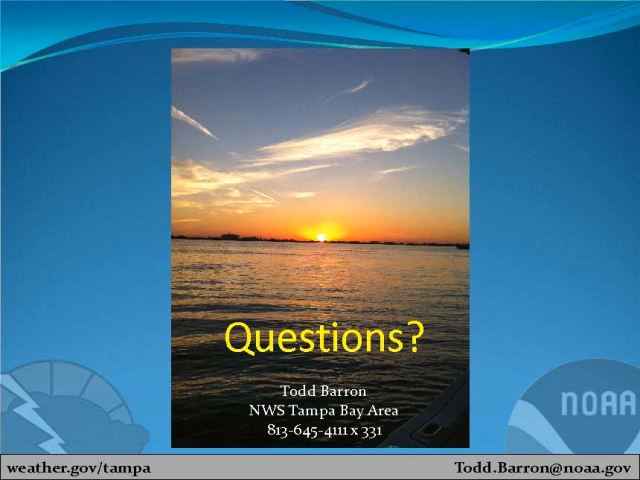 Questions?
Todd Barron
NWS Tampa Bay Area
813-645-4111 x 331
NOAA
weather.gov/tampa
Todd.Barron@noaa.gov